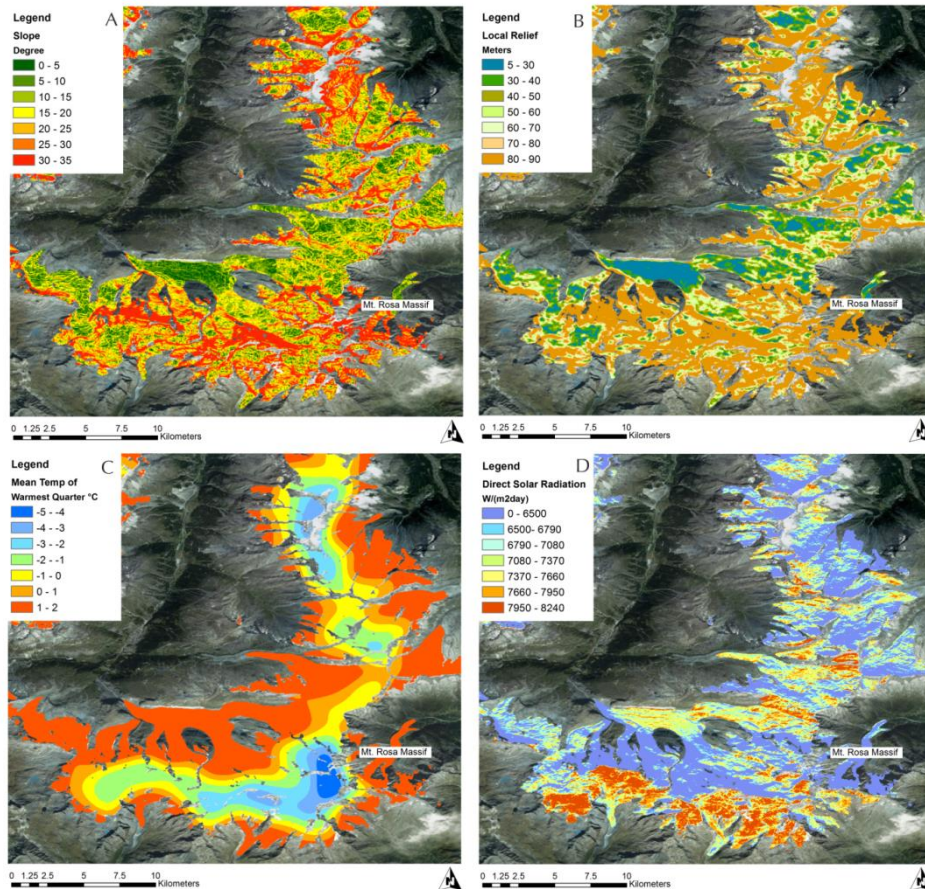 Legend
A
Slope
Degree
0 - 5
5 - 10
10 - 15
15 - 20
20 - 25
25 - 30
30 - 35
Mt. Rosa Massif
0 1.25 2.5 5 7.5 10
Kilometers
Legend
B
Local Relief
Meters
5 - 30
30 - 40
40 - 50
50 - 60
60 - 70
70 - 80
80 - 90
Mt. Rosa Massif
0 1.25 2.5 5 7.5 10
Kilometers
Legend
C
Mean Temp of
Warmest Quarter °C
-5 - -4
-4 - -3
-3 - -2
-2 - -1
-1 - 0
0 - 1
1 - 2
Mt. Rosa Massif
0 1.25 2.5 5 7.5 10
Kilometers
Legend
D
Direct Solar Radiation
W/(m2day)
0 - 6500
6500- 6790
6790 - 7080
7080 - 7370
7370 - 7660
7660 - 7950
7950 - 8240
Mt. Rosa Massif
0 1.25 2.5 5 7.5 10
Kilometers